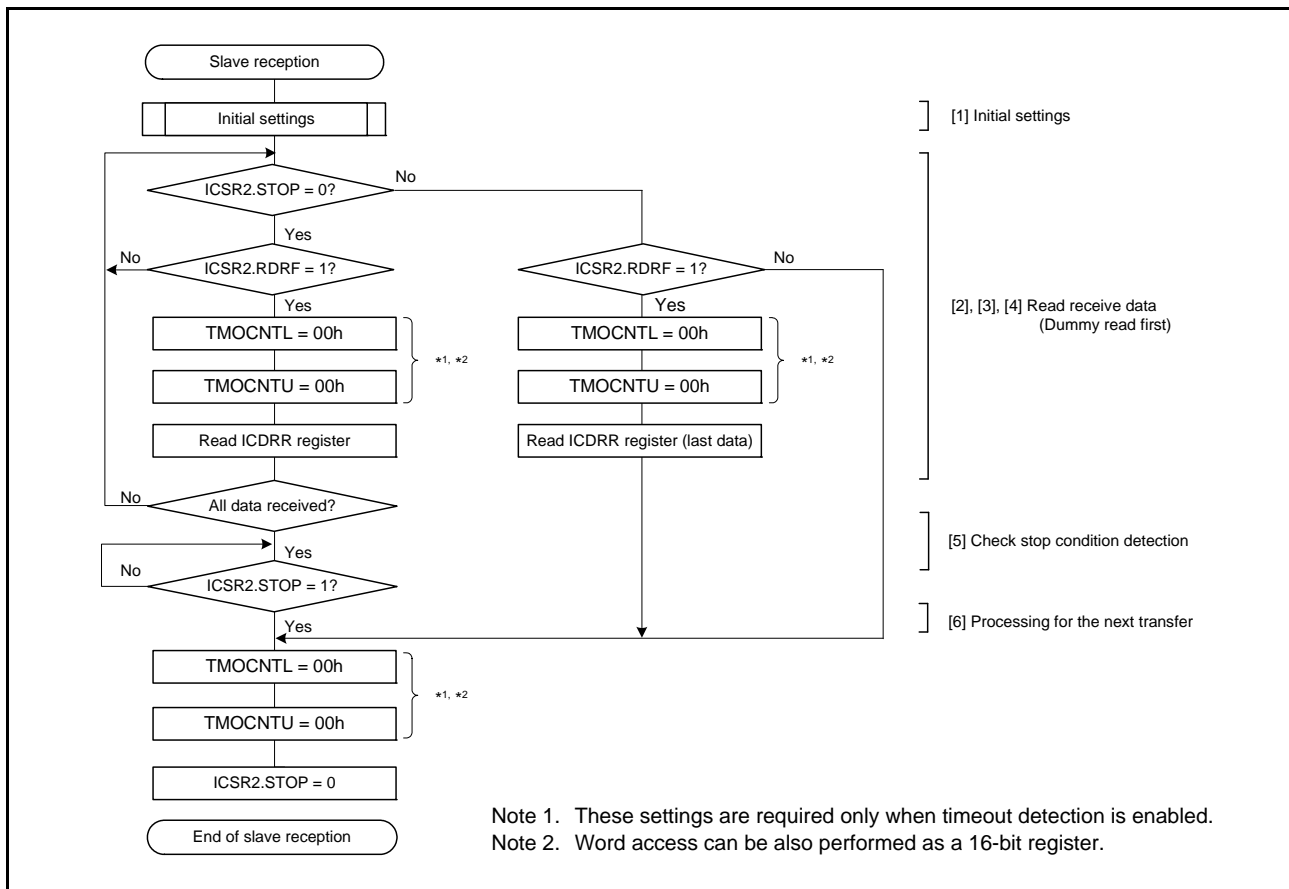 Slave reception
Initial settings
[1] Initial settings
ICSR2.STOP = 0?
No
Yes
No
ICSR2.RDRF = 1?
Yes
TMOCNTL = 00h
*1, *2
TMOCNTU = 00h
Read ICDRR register
ICSR2.RDRF = 1?
No
Yes
TMOCNTL = 00h
*1, *2
TMOCNTU = 00h
Read ICDRR register (last data)
[2], [3], [4] Read receive data
(Dummy read first)
No
All data received?
Yes
[5] Check stop condition detection
No
ICSR2.STOP = 1?
Yes
[6] Processing for the next transfer
TMOCNTL = 00h
*1, *2
TMOCNTU = 00h
ICSR2.STOP = 0
End of slave reception
Note 1. These settings are required only when timeout detection is enabled.
Note 2. Word access can be also performed as a 16-bit register.